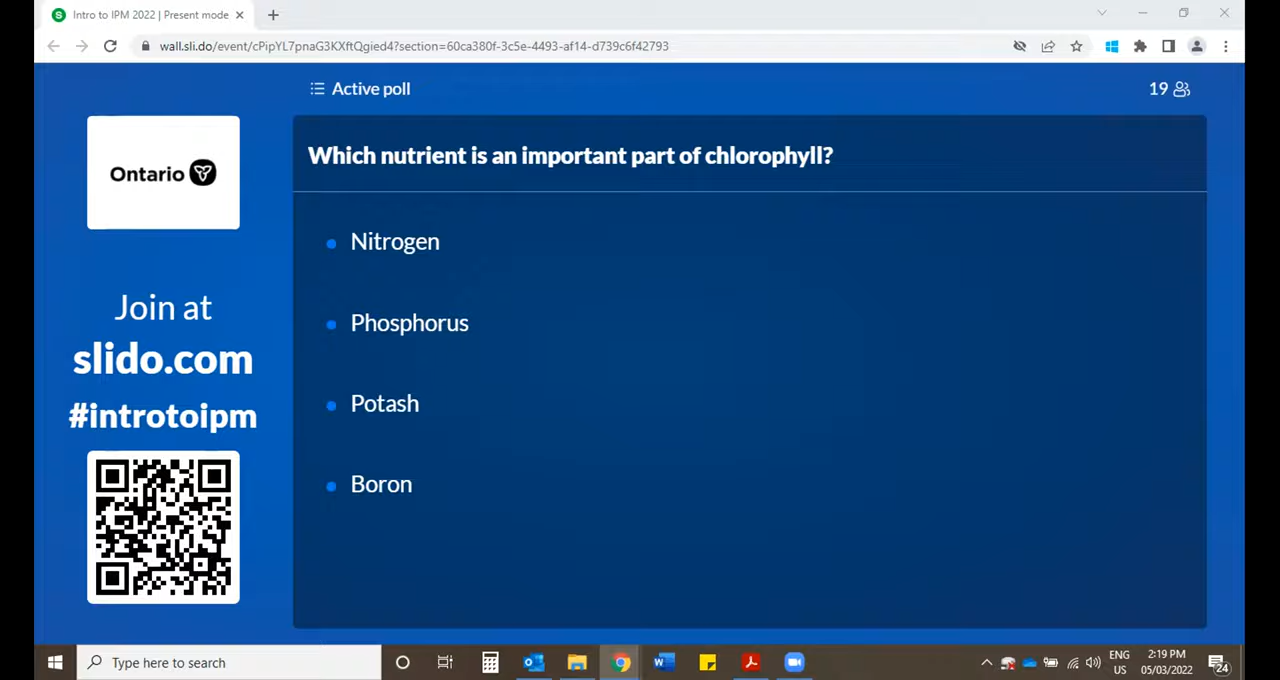 Intro to IPM 2022 | Present mode
wall.sli.do/event/cPipYL7pnaG3KXftQgied4?section=60ca380f-3c5e-4493-af14-d739c6f42793
Active poll
19
Ontario
Which nutrient is an important part of chlorophyll?
Nitrogen
Phosphorus
Potash
Boron
Join at
slido.com
#introtoipm
Type here to search
ENG
US
2:19 PM
05/03/2022
24